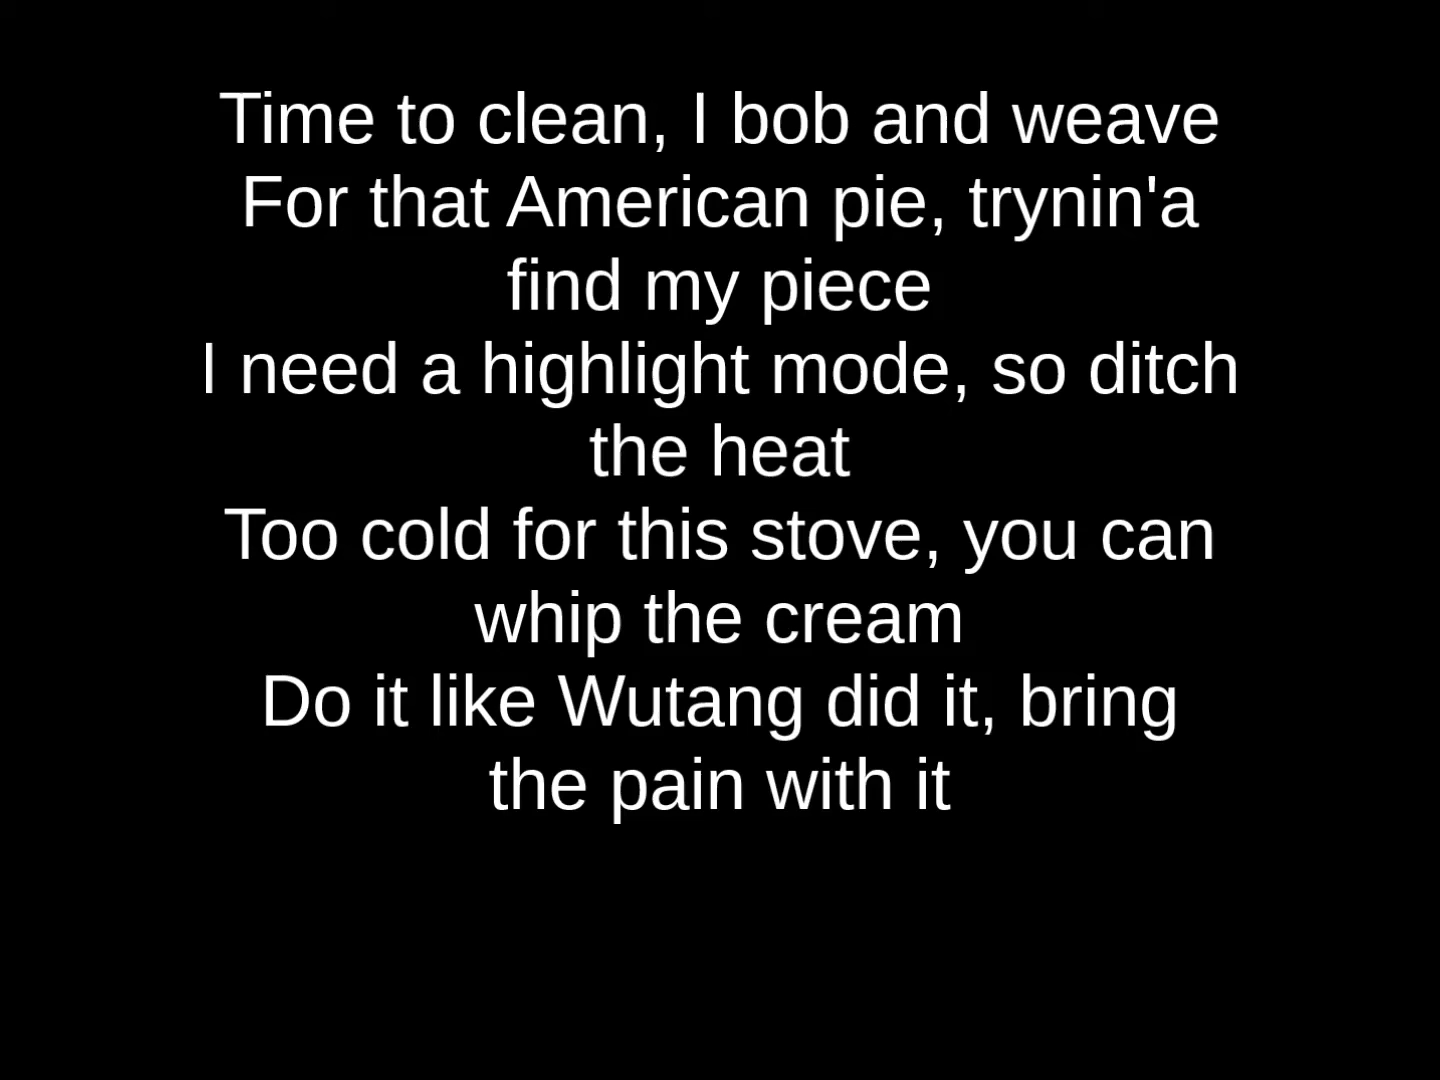 Time to clean, I bob and weave
For that American pie, trynin'a
find my piece
I need a highlight mode, so ditch
the heat
Too cold for this stove, you can
whip the cream
Do it like Wutang did it, bring
the pain with it